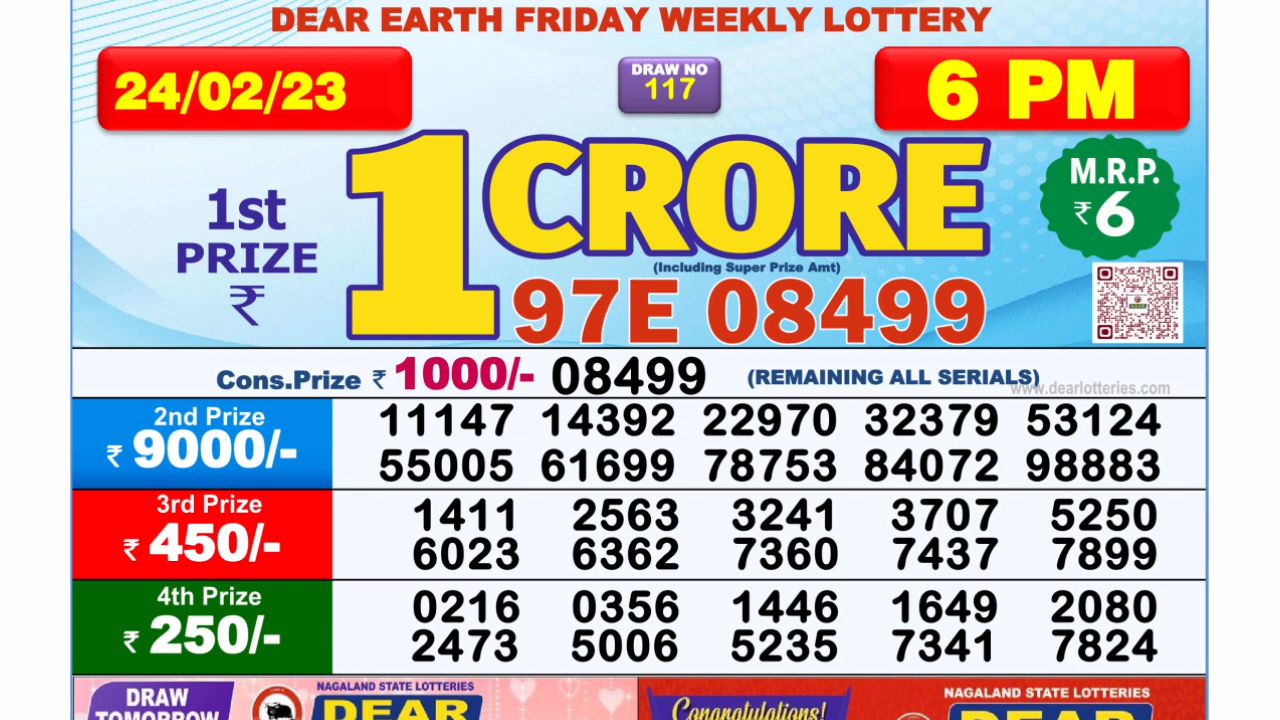 DEAR EARTH FRIDAY WEEKLY LOTTERY
24/02/23
DRAW NO
117
6 PM
1st
PRIZE
₹
1 CRORE
(Including Super Prize Amt)
97E 08499
M.R.P.
₹ 6
Cons.Prize ₹ 1000/- 08499 (REMAINING ALL SERIALS)
www.dearlotteries.com
2nd Prize
₹ 9000/-
11147 14392 22970 32379 53124
55005 61699 78753 84072 98883
3rd Prize
₹ 450/-
1411 2563 3241 3707 5250
6023 6362 7360 7437 7899
4th Prize
₹ 250/-
0216 0356 1446 1649 2080
2473 5006 5235 7341 7824
DRAW
TOMORROW
NAGALAND STATE LOTTERIES
DEAR
Congratulations!
NAGALAND STATE LOTTERIES
DEAR